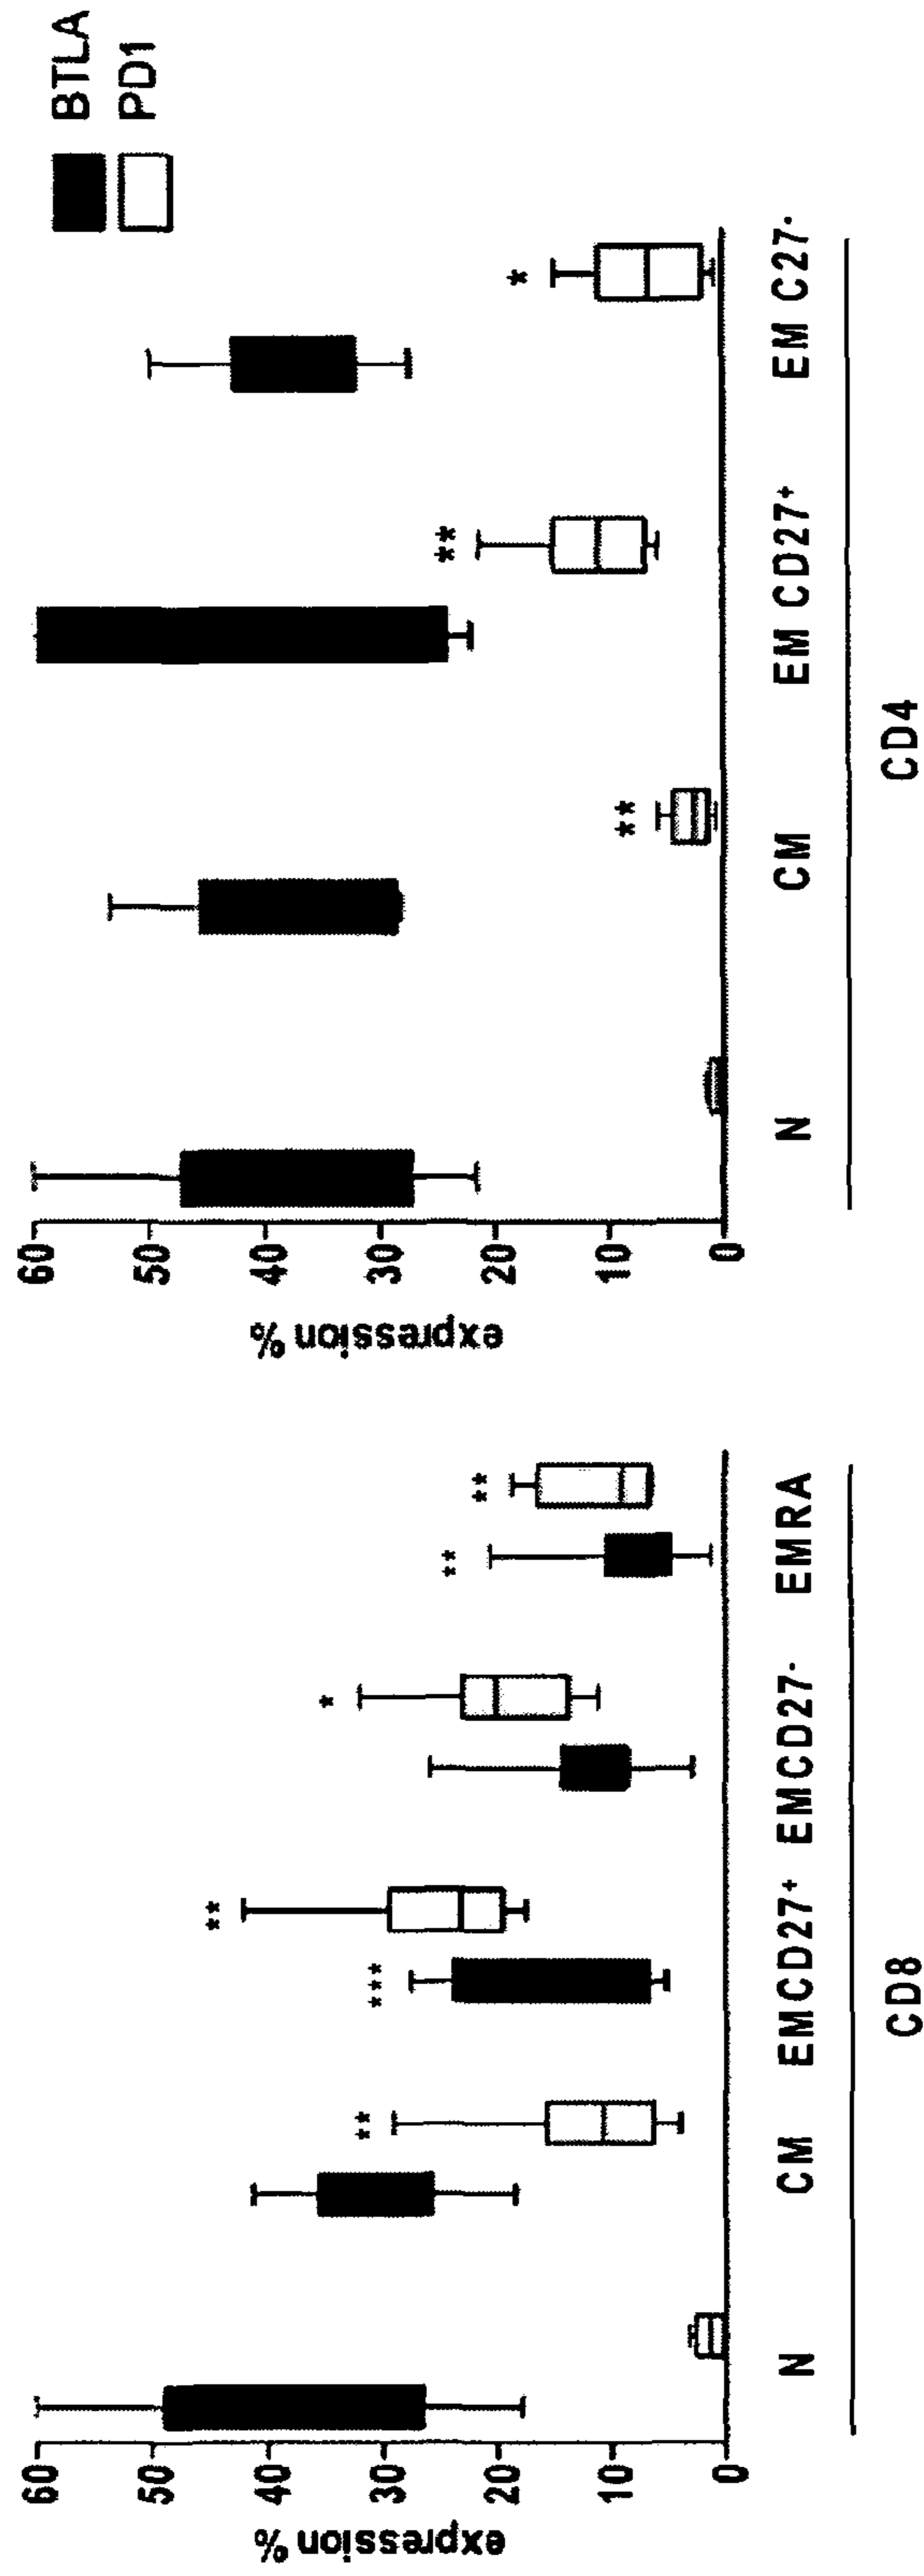 BTLA
PD1
expression %
60
50
40
30
20
10
0
**
***
**
*
**
**
N CM EMCD27+ EMCD27- EMRA
CD8
expression %
60
50
40
30
20
10
0
**
**
*
N CM EM CD27+ EM C27-
CD4